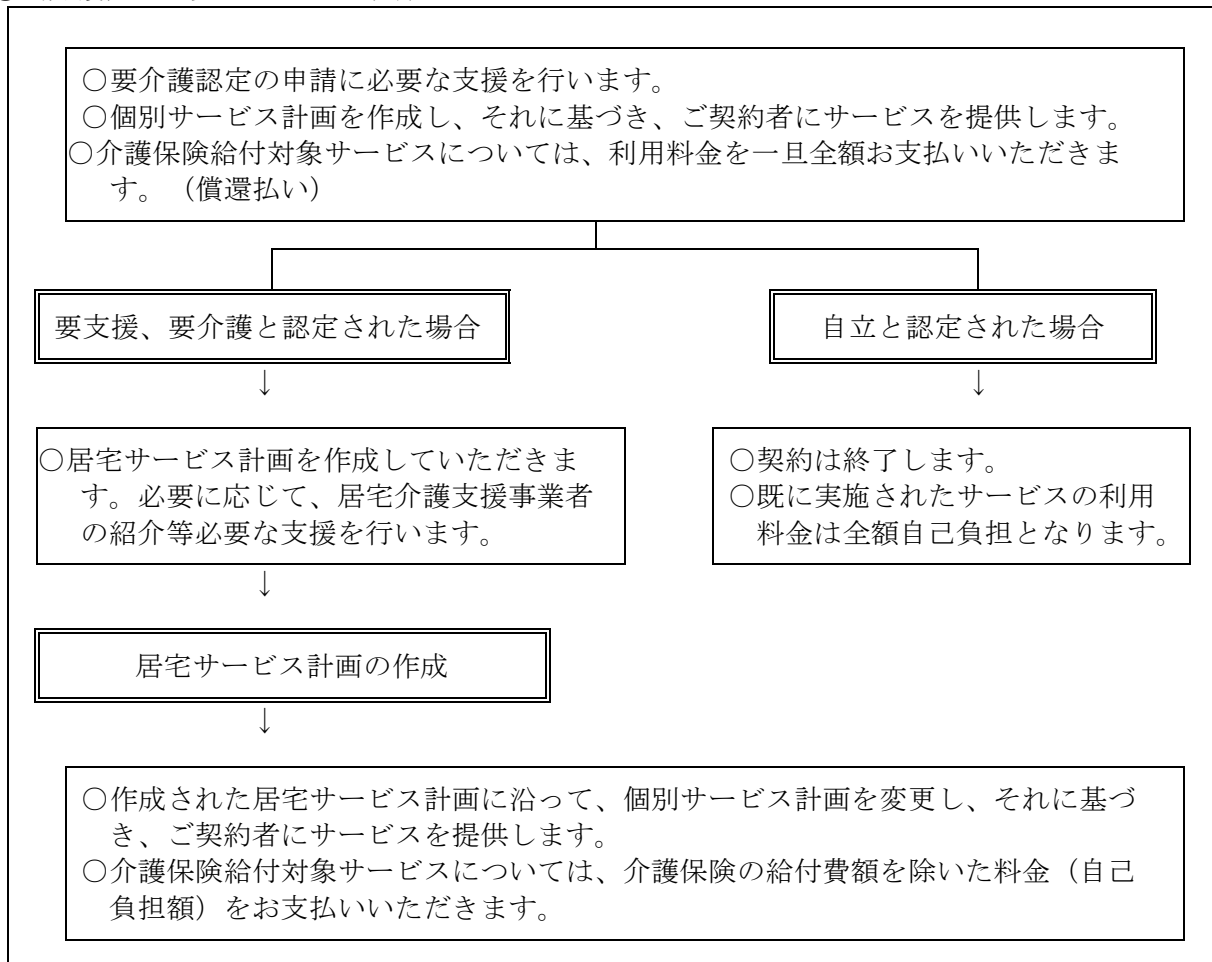 ○要介護認定の申請に必要な支援を行います。
○個別サービス計画を作成し、それに基づき、ご契約者にサービスを提供します。
○介護保険給付対象サービスについては、利用料金を一旦全額お支払いいただきま
す。（償還払い）
要支援、要介護と認定された場合
自立と認定された場合
↓
↓
○居宅サービス計画を作成していただきま
す。必要に応じて、居宅介護支援事業者
の紹介等必要な支援を行います。
○契約は終了します。
○既に実施されたサービスの利用
料金は全額自己負担となります。
↓
居宅サービス計画の作成
↓
○作成された居宅サービス計画に沿って、個別サービス計画を変更し、それに基づ
き、ご契約者にサービスを提供します。
○介護保険給付対象サービスについては、介護保険の給付費額を除いた料金（自己
負担額）をお支払いいただきます。